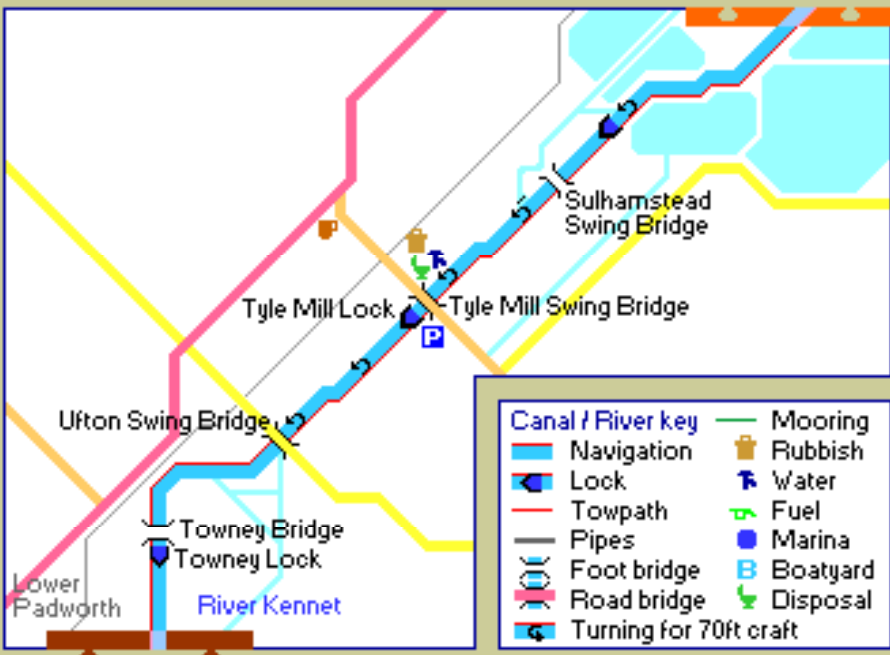 Sulhamstead
Swing Bridge
Tyle Mill Lock
Tyle Mill Swing Bridge
P
Ufton Swing Bridge
Towney Bridge
Towney Lock
Lower
Padworth
River Kennet
Canal / River key
Navigation
Lock
Towpath
Pipes
Foot bridge
Road bridge
Turning for 70ft craft
Mooring
Rubbish
Water
Fuel
Marina
B Boatyard
Disposal